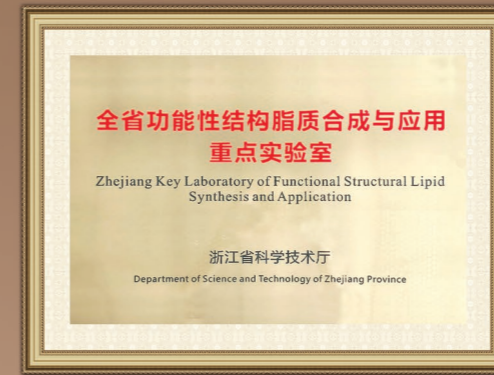 全省功能性结构脂质合成与应用
重点实验室
Zhejiang Key Laboratory of Functional Structural Lipid
Synthesis and Application
浙江省科学技术厅
Department of Science and Technology of Zhejiang Province